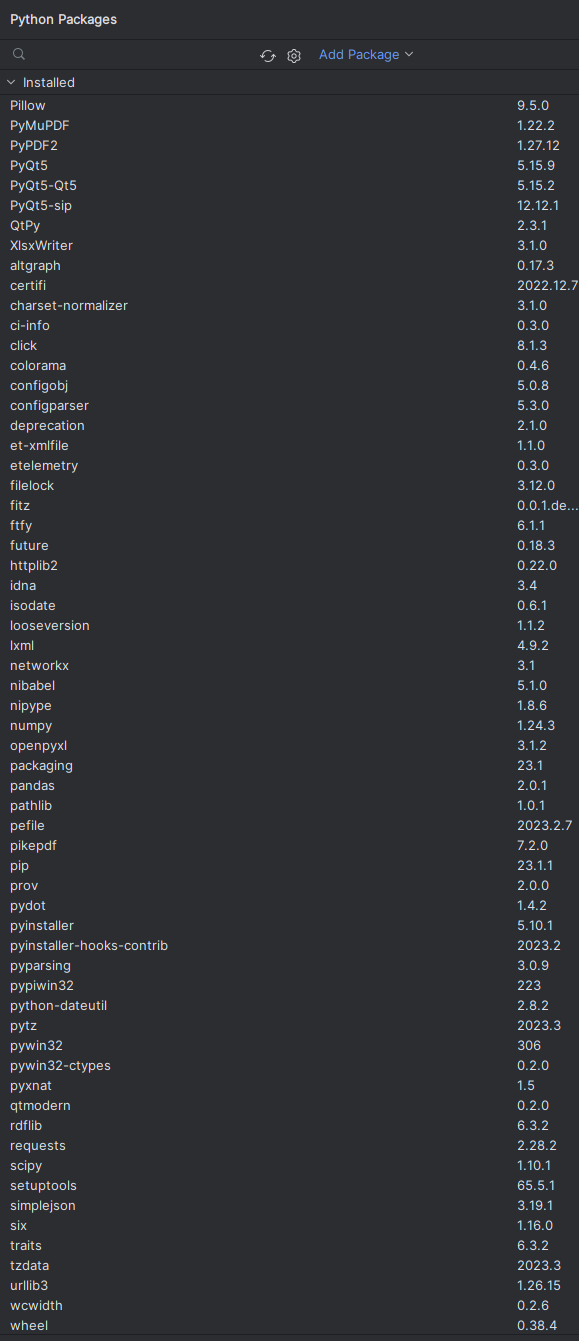 Python Packages
Add Package
Installed
Pillow 9.5.0
PyMuPDF 1.22.2
PyPDF2 1.27.12
PyQt5 5.15.9
PyQt5-Qt5 5.15.2
PyQt5-sip 12.12.1
QtPy 2.3.1
XlsxWriter 3.1.0
altgraph 0.17.3
certifi 2022.12.7
charset-normalizer 3.1.0
ci-info 0.3.0
click 8.1.3
colorama 0.4.6
configobj 5.0.8
configparser 5.3.0
deprecation 2.1.0
et-xmlfile 1.1.0
etelemetry 0.3.0
filelock 3.12.0
fitz 0.0.1.de...
ftfy 6.1.1
future 0.18.3
httplib2 0.22.0
idna 3.4
isodate 0.6.1
looseversion 1.1.2
lxml 4.9.2
networkx 3.1
nibabel 5.1.0
nipype 1.8.6
numpy 1.24.3
openpyxl 3.1.2
packaging 23.1
pandas 2.0.1
pathlib 1.0.1
pefile 2023.2.7
pikepdf 7.2.0
pip 23.1.1
prov 2.0.0
pydot 1.4.2
pyinstaller 5.10.1
pyinstaller-hooks-contrib 2023.2
pyparsing 3.0.9
pypiwin32 223
python-dateutil 2.8.2
pytz 2023.3
pywin32 306
pywin32-ctypes 0.2.0
pyxnat 1.5
qtmodern 0.2.0
rdflib 6.3.2
requests 2.28.2
scipy 1.10.1
setuptools 65.5.1
simplejson 3.19.1
six 1.16.0
traits 6.3.2
tzdata 2023.3
urllib3 1.26.15
wcwidth 0.2.6
wheel 0.38.4